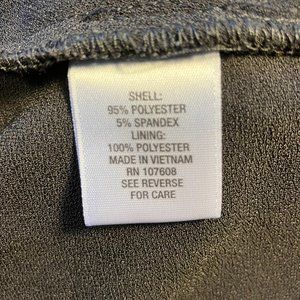 SHELL:
95% POLYESTER
5% SPANDEX
LINING:
100% POLYESTER
MADE IN VIETNAM
RN 107608
SEE REVERSE
FOR CARE